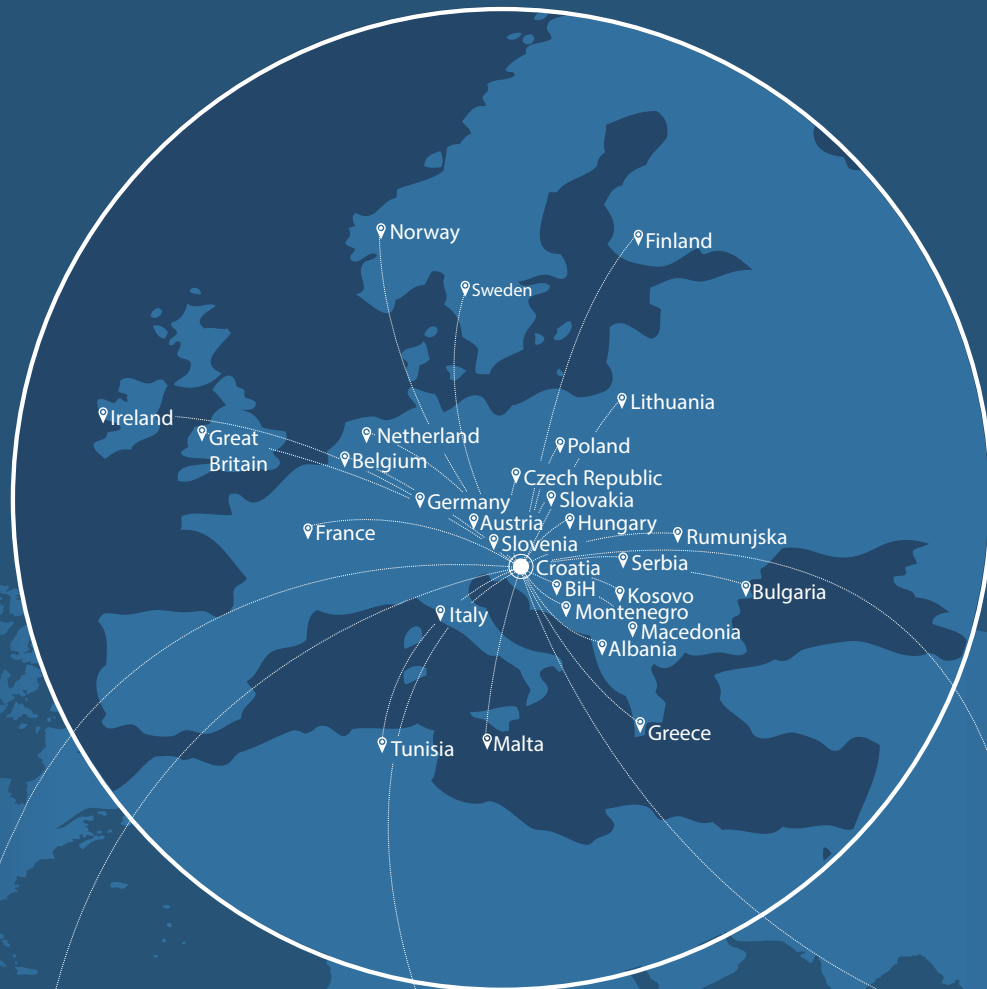 Norway
Finland
Sweden
Lithuania
Ireland
Great
Britain
Netherland
Poland
Belgium
Czech Republic
Germany
Slovakia
Austria
Hungary
France
Rumunjska
Slovenia
Croatia
Serbia
BiH
Kosovo
Bulgaria
Italy
Montenegro
Macedonia
Albania
Greece
Tunisia
Malta